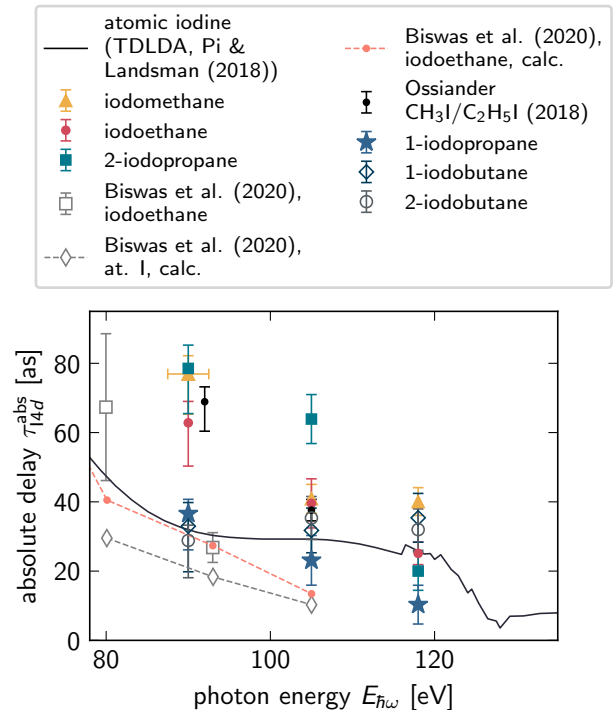 atomic iodine
(TDLDA, Pi &
Landsman (2018))
iodomethane
iodoethane
2-iodopropane
Biswas et al. (2020),
iodoethane
Biswas et al. (2020),
at. I, calc.
Biswas et al. (2020),
iodoethane, calc.
Ossiander
CH3I/C2H5I (2018)
1-iodopropane
1-iodobutane
2-iodobutane
absolute delay τ^abs_I4d [as]
80
60
40
20
0
80 100 120
photon energy E_ℏω [eV]